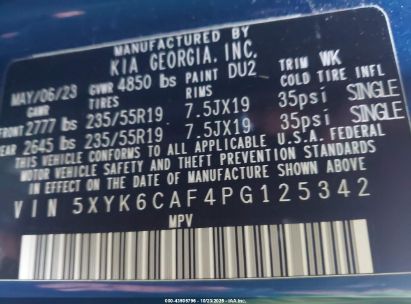 MANUFACTURED BY
KIA GEORGIA, INC.
MAY/06/23 GVWR 4850 lbs PAINT DU2 TRIM WK
GAWR TIRES RIMS COLD TIRE INFL
FRONT 2777 lbs 235/55R19 7.5JX19 35psi SINGLE
REAR 2645 lbs 235/55R19 7.5JX19 35psi SINGLE
THIS VEHICLE CONFORMS TO ALL APPLICABLE U.S.A. FEDERAL
MOTOR VEHICLE SAFETY AND THEFT PREVENTION STANDARDS
IN EFFECT ON THE DATE OF MANUFACTURE SHOWN ABOVE
VIN 5XYK6CAF4PG125342
MPV